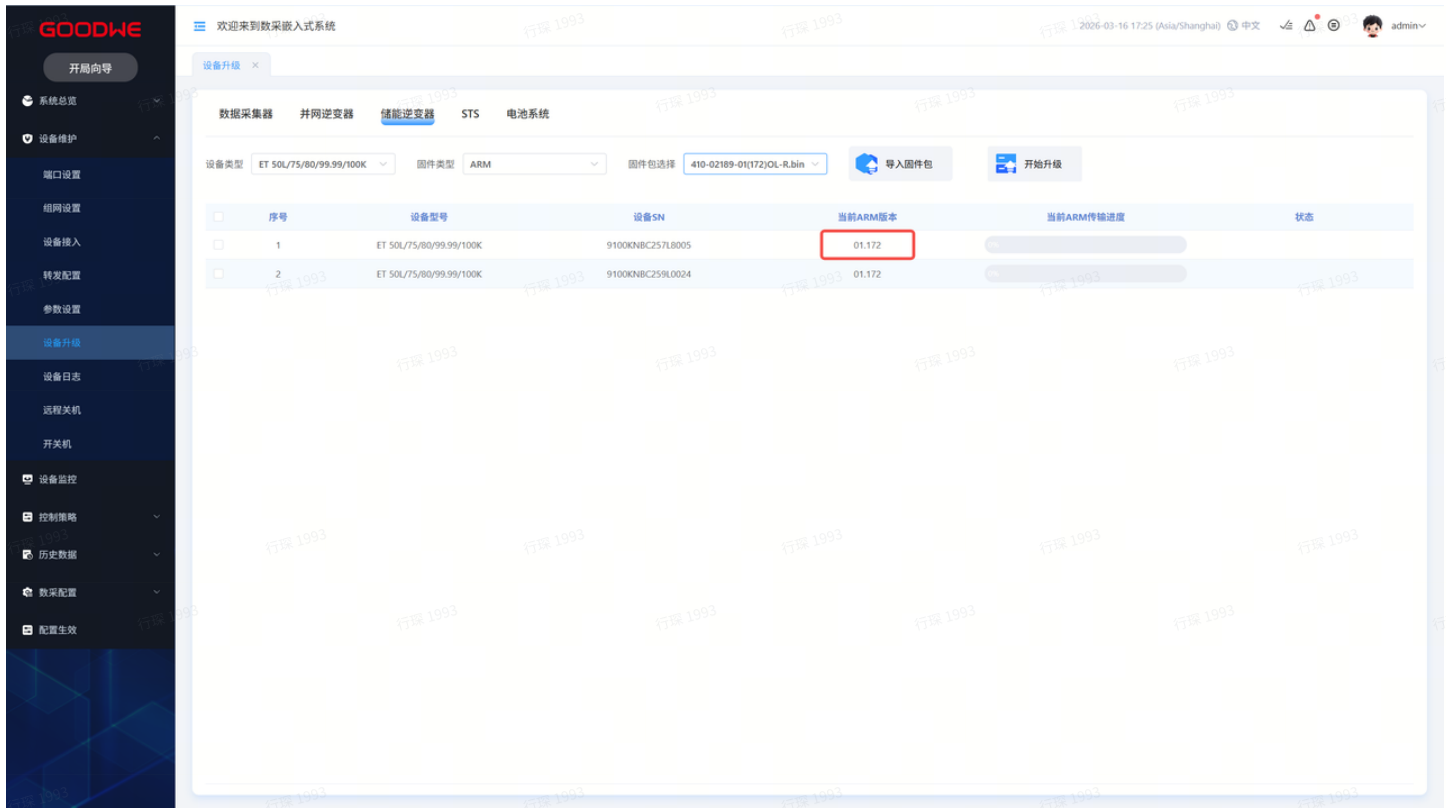 GOODWE
欢迎来到数采嵌入式系统
2026-03-16 17:25 (Asia/Shanghai) 中文 admin
开局向导
设备升级 ×
系统总览
设备维护
端口设置
组网设置
设备接入
转发配置
参数设置
设备升级
设备日志
远程关机
开关机
设备监控
控制策略
历史数据
数采配置
配置生效
数据采集器 并网逆变器 储能逆变器 STS 电池系统
设备类型 ET 50L/75/80/99.99/100K 固件类型 ARM 固件包选择 410-02189-01(172)OL-R.bin 导入固件包 开始升级
序号 设备型号 设备SN 当前ARM版本 当前ARM传输进度 状态
1 ET 50L/75/80/99.99/100K 9100KNBC257L8005 01.172
2 ET 50L/75/80/99.99/100K 9100KNBC259L0024 01.172
行琛 1993